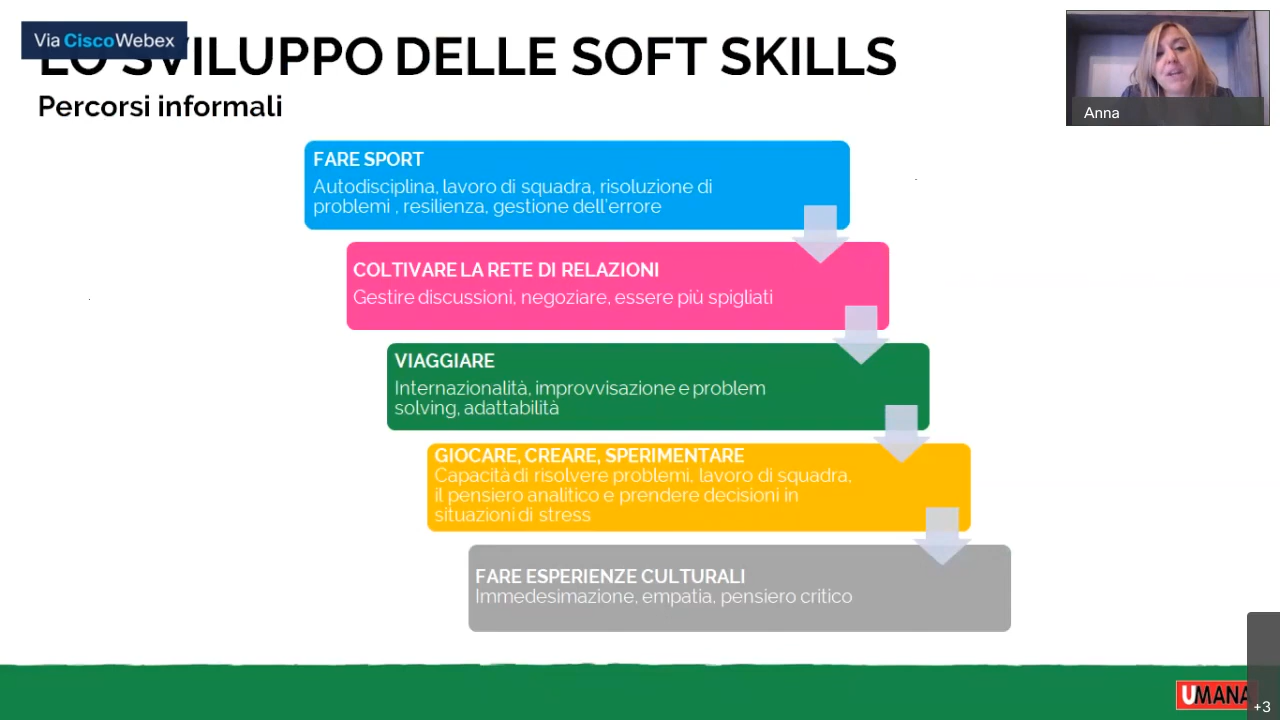 Via Cisco Webex
LO SVILUPPO DELLE SOFT SKILLS
Percorsi informali
Anna
FARE SPORT
Autodisciplina, lavoro di squadra, risoluzione di
problemi , resilienza, gestione dell'errore
COLTIVARE LA RETE DI RELAZIONI
Gestire discussioni, negoziare, essere più spigliati
VIAGGIARE
Internazionalità, improvvisazione e problem
solving, adattabilità
GIOCARE, CREARE, SPERIMENTARE
Capacità di risolvere problemi, lavoro di squadra,
il pensiero analitico e prendere decisioni in
situazioni di stress
FARE ESPERIENZE CULTURALI
Immedesimazione, empatia, pensiero critico
UMANA
+3